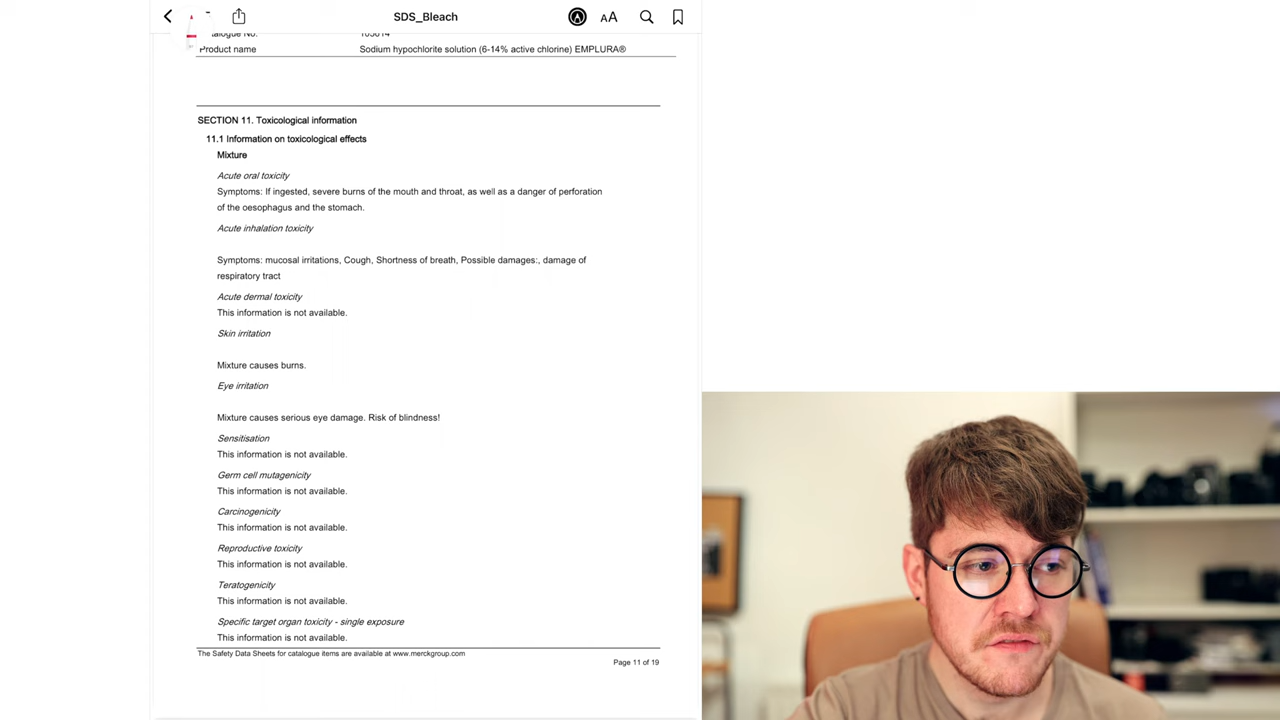 SDS_Bleach
AA
Catalogue No. 105614
Product name Sodium hypochlorite solution (6-14% active chlorine) EMPLURA®
SECTION 11. Toxicological information
11.1 Information on toxicological effects
Mixture
Acute oral toxicity
Symptoms: If ingested, severe burns of the mouth and throat, as well as a danger of perforation
of the oesophagus and the stomach.
Acute inhalation toxicity
Symptoms: mucosal irritations, Cough, Shortness of breath, Possible damages:, damage of
respiratory tract
Acute dermal toxicity
This information is not available.
Skin irritation
Mixture causes burns.
Eye irritation
Mixture causes serious eye damage. Risk of blindness!
Sensitisation
This information is not available.
Germ cell mutagenicity
This information is not available.
Carcinogenicity
This information is not available.
Reproductive toxicity
This information is not available.
Teratogenicity
This information is not available.
Specific target organ toxicity - single exposure
This information is not available.
The Safety Data Sheets for catalogue items are available at www.merckgroup.com
Page 11 of 19